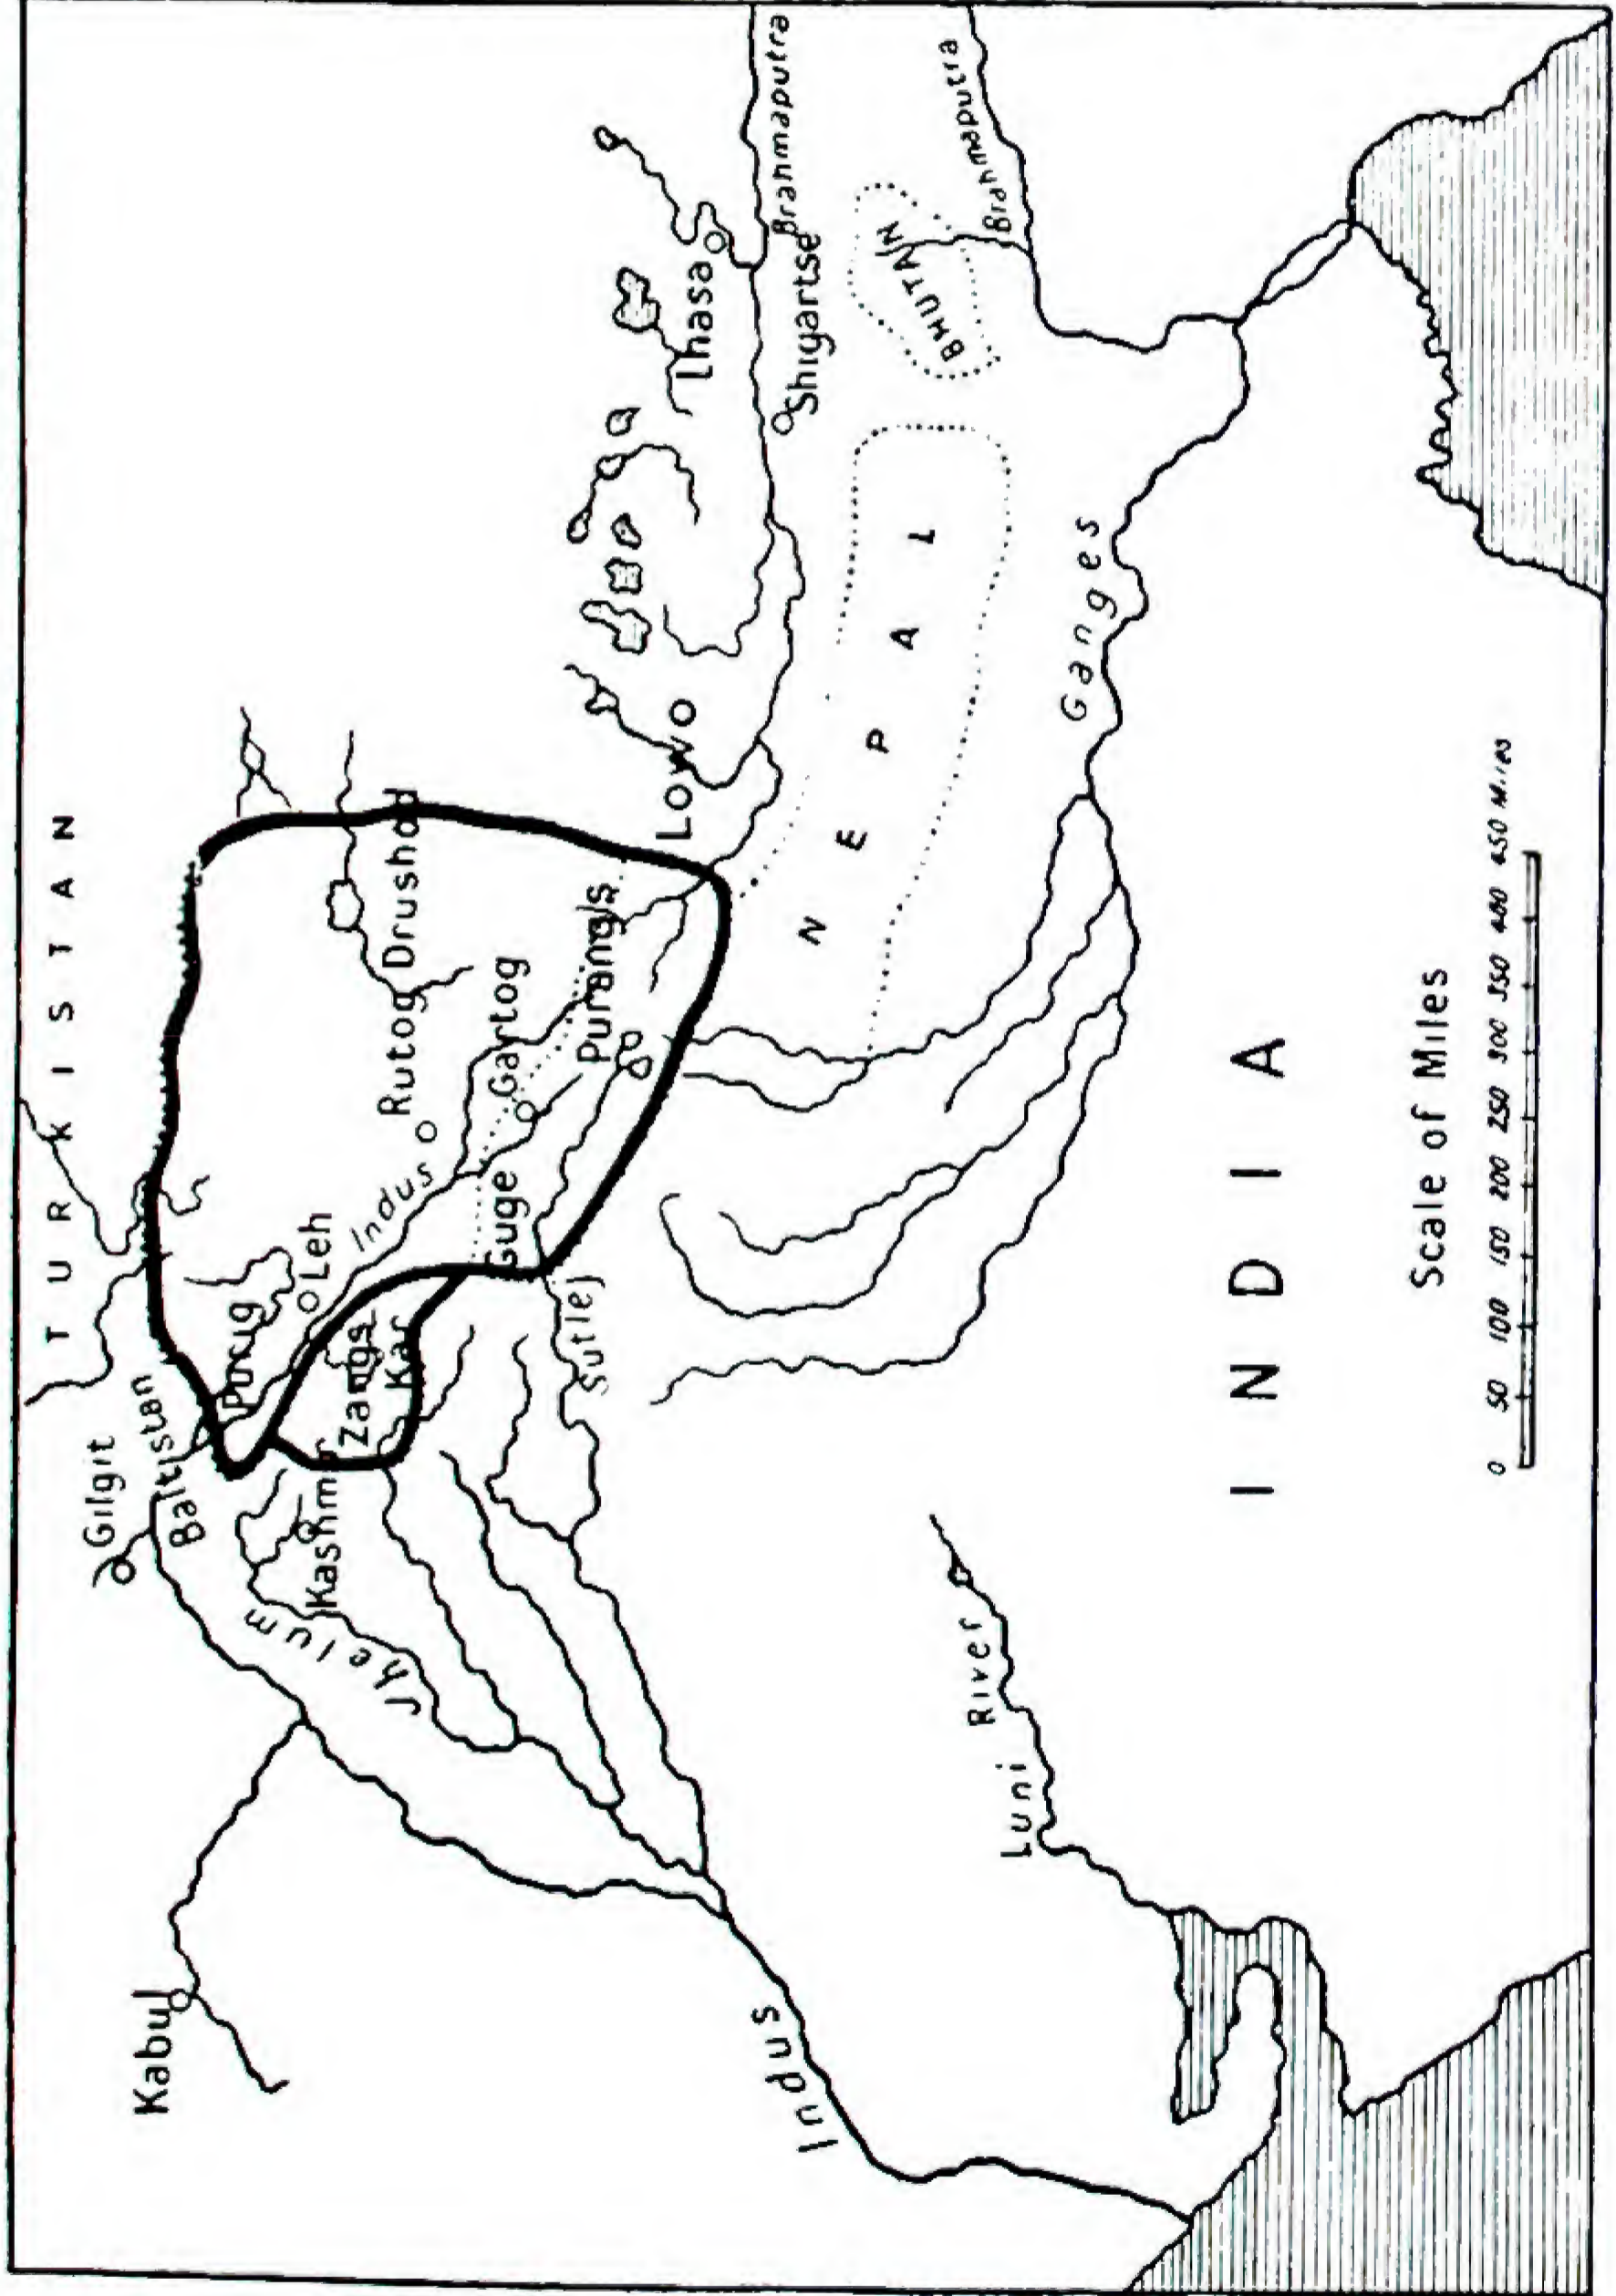 TURKISTAN
Gilgit
Baltistan
Kabul
Purig
Leh
Jhelum
Kashmir
Zangs
Kar
Indus
Rutog
Drushod
Guge
Gartog
Sutlej
Purangs
Lowo
Lhasa
Brahmaputra
Shigartse
Indus
NEPAL
BHUTAN
Brahmaputra
Luni River
Ganges
INDIA
Scale of Miles
0 50 100 150 200 250 300 350 400 450 Miles